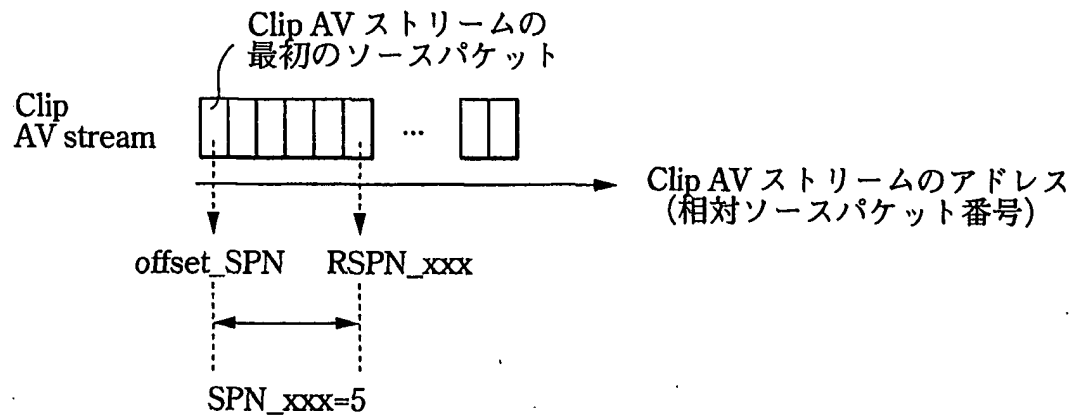 Clip AV ストリームの
最初のソースパケット
Clip
AV stream
...
Clip AV ストリームのアドレス
(相対ソースパケット番号)
offset_SPN RSPN_xxx
SPN_xxx=5